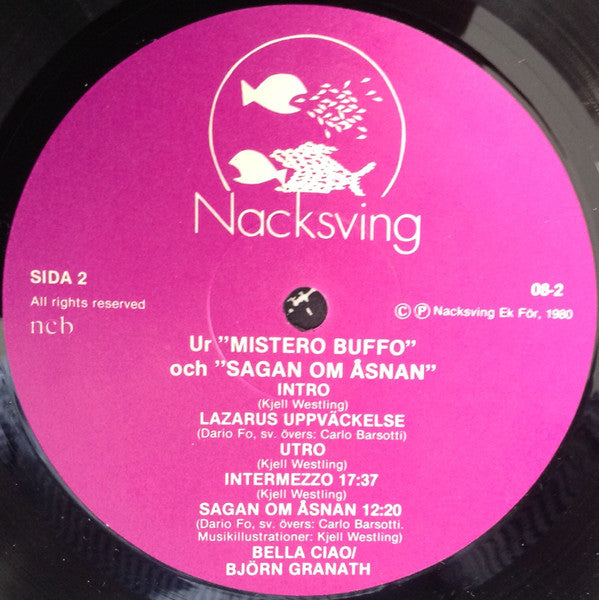 Nacksving
SIDA 2
08-2
All rights reserved
© Ⓟ Nacksving Ek För, 1980
ncb
Ur "MISTERO BUFFO"
och "SAGAN OM ÅSNAN"
INTRO
(Kjell Westling)
LAZARUS UPPVÄCKELSE
(Dario Fo, sv. övers: Carlo Barsotti)
UTRO
(Kjell Westling)
INTERMEZZO 17:37
(Kjell Westling)
SAGAN OM ÅSNAN 12:20
(Dario Fo, sv. övers: Carlo Barsotti.
Musikillustrationer: Kjell Westling)
BELLA CIAO/
BJÖRN GRANATH